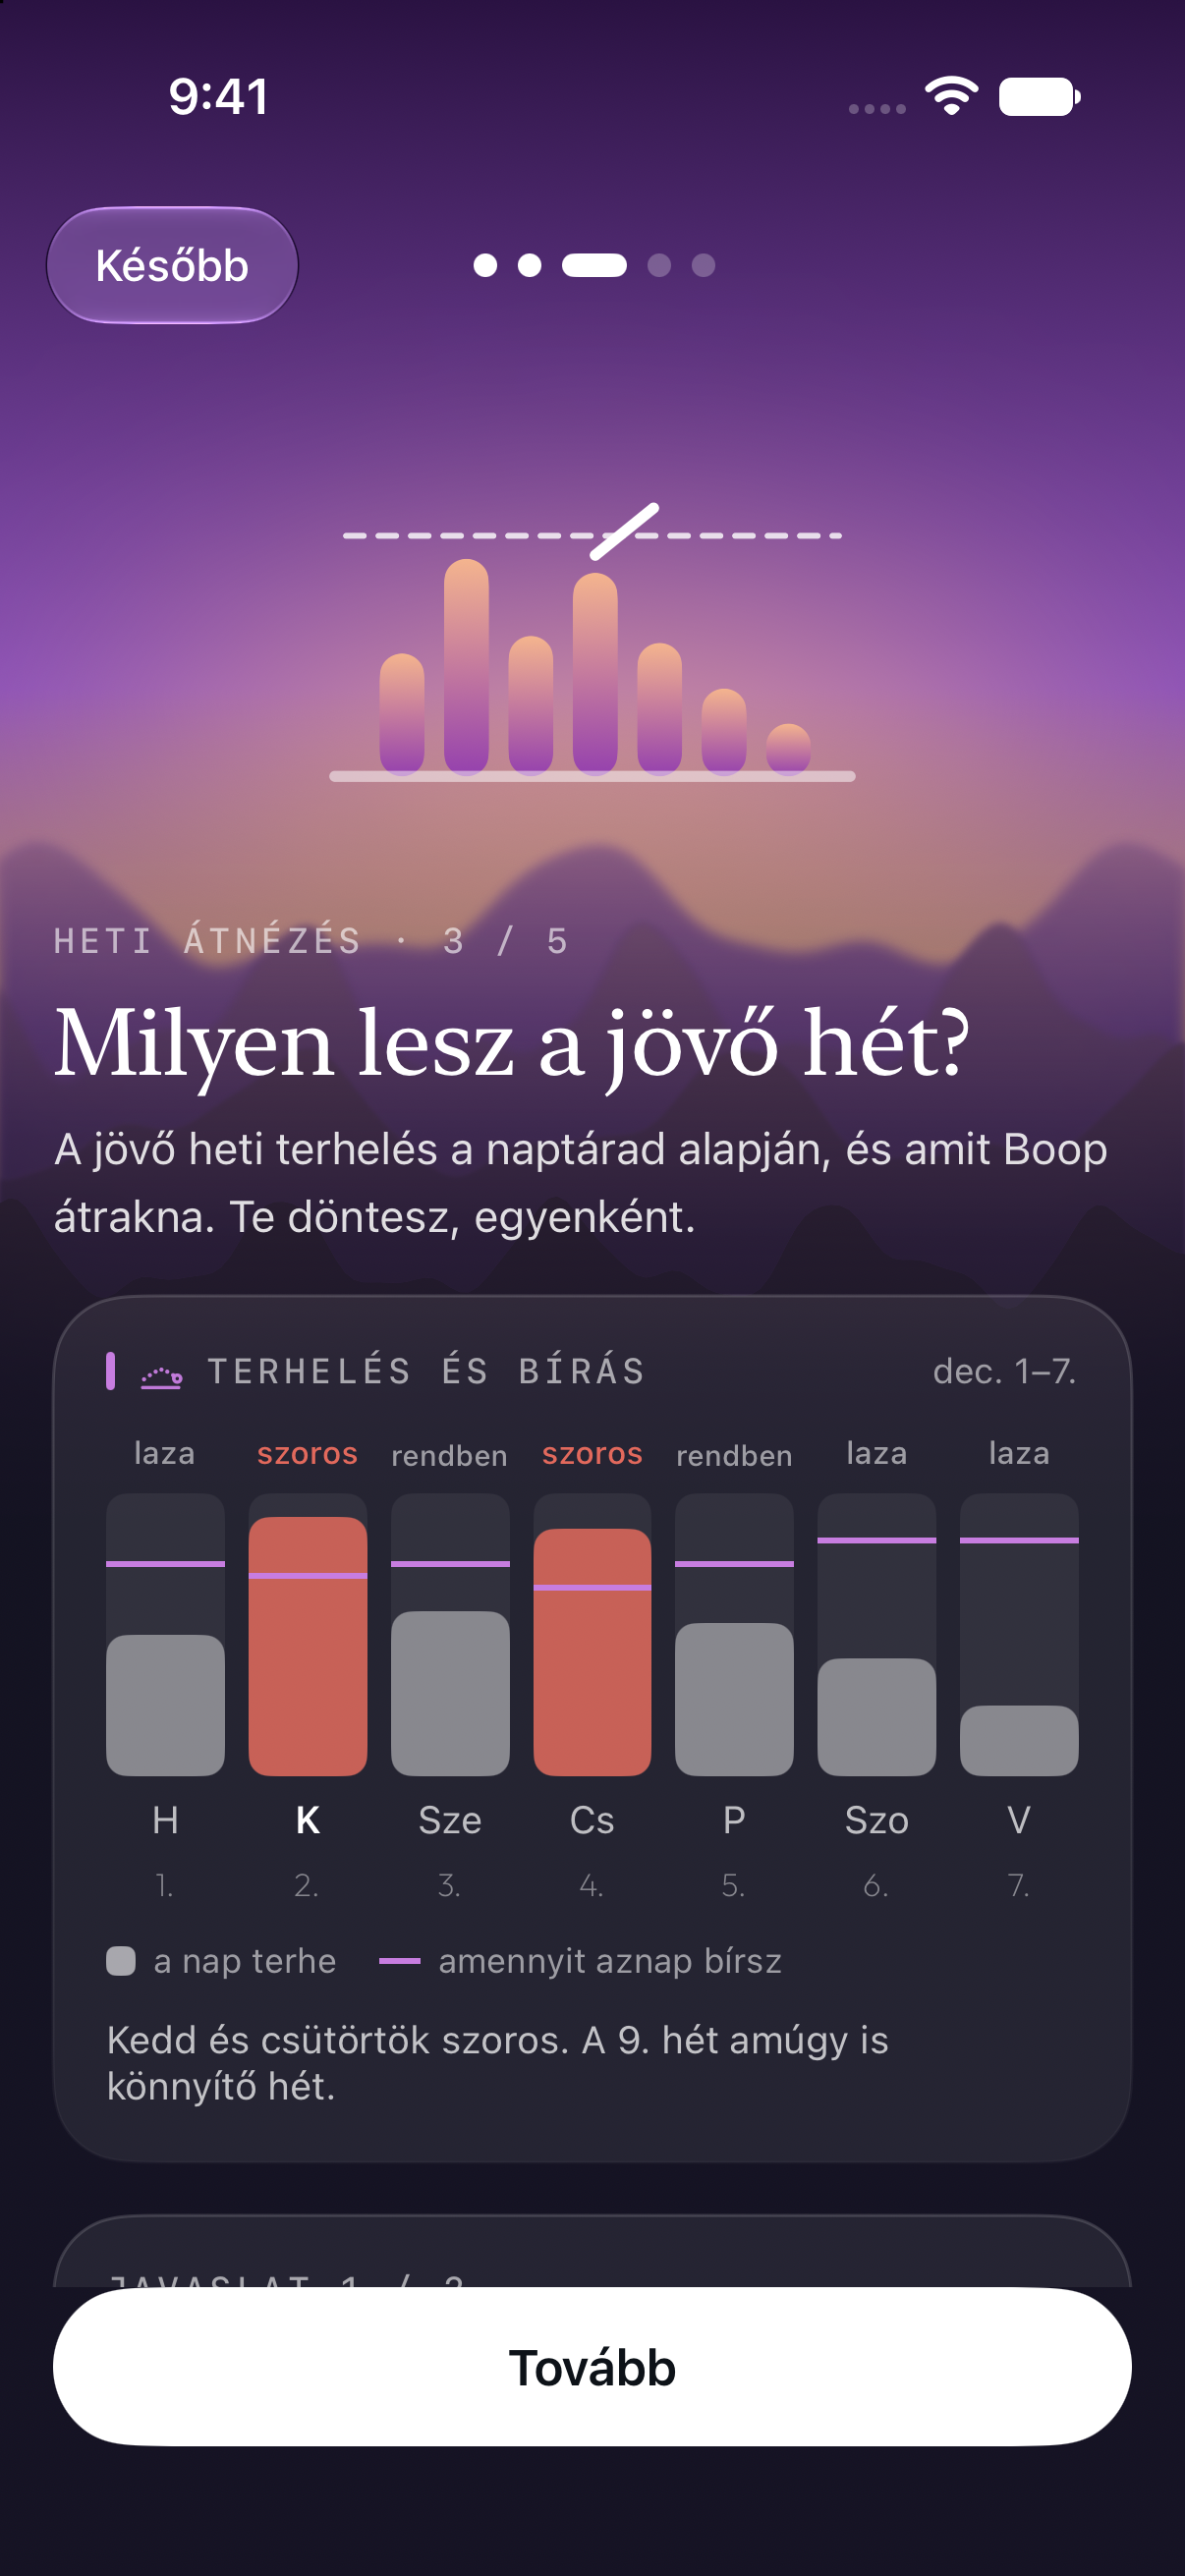 9:41
Később
HETI ÁTNÉZÉS · 3 / 5
Milyen lesz a jövő hét?
A jövő heti terhelés a naptárad alapján, és amit Boop
átrakna. Te döntesz, egyenként.
TERHELÉS ÉS BÍRÁS dec. 1–7.
laza szoros rendben szoros rendben laza laza
H K Sze Cs P Szo V
1. 2. 3. 4. 5. 6. 7.
a nap terhe amennyit aznap bírsz
Kedd és csütörtök szoros. A 9. hét amúgy is
könnyítő hét.
JAVASLAT 1 /
Tovább